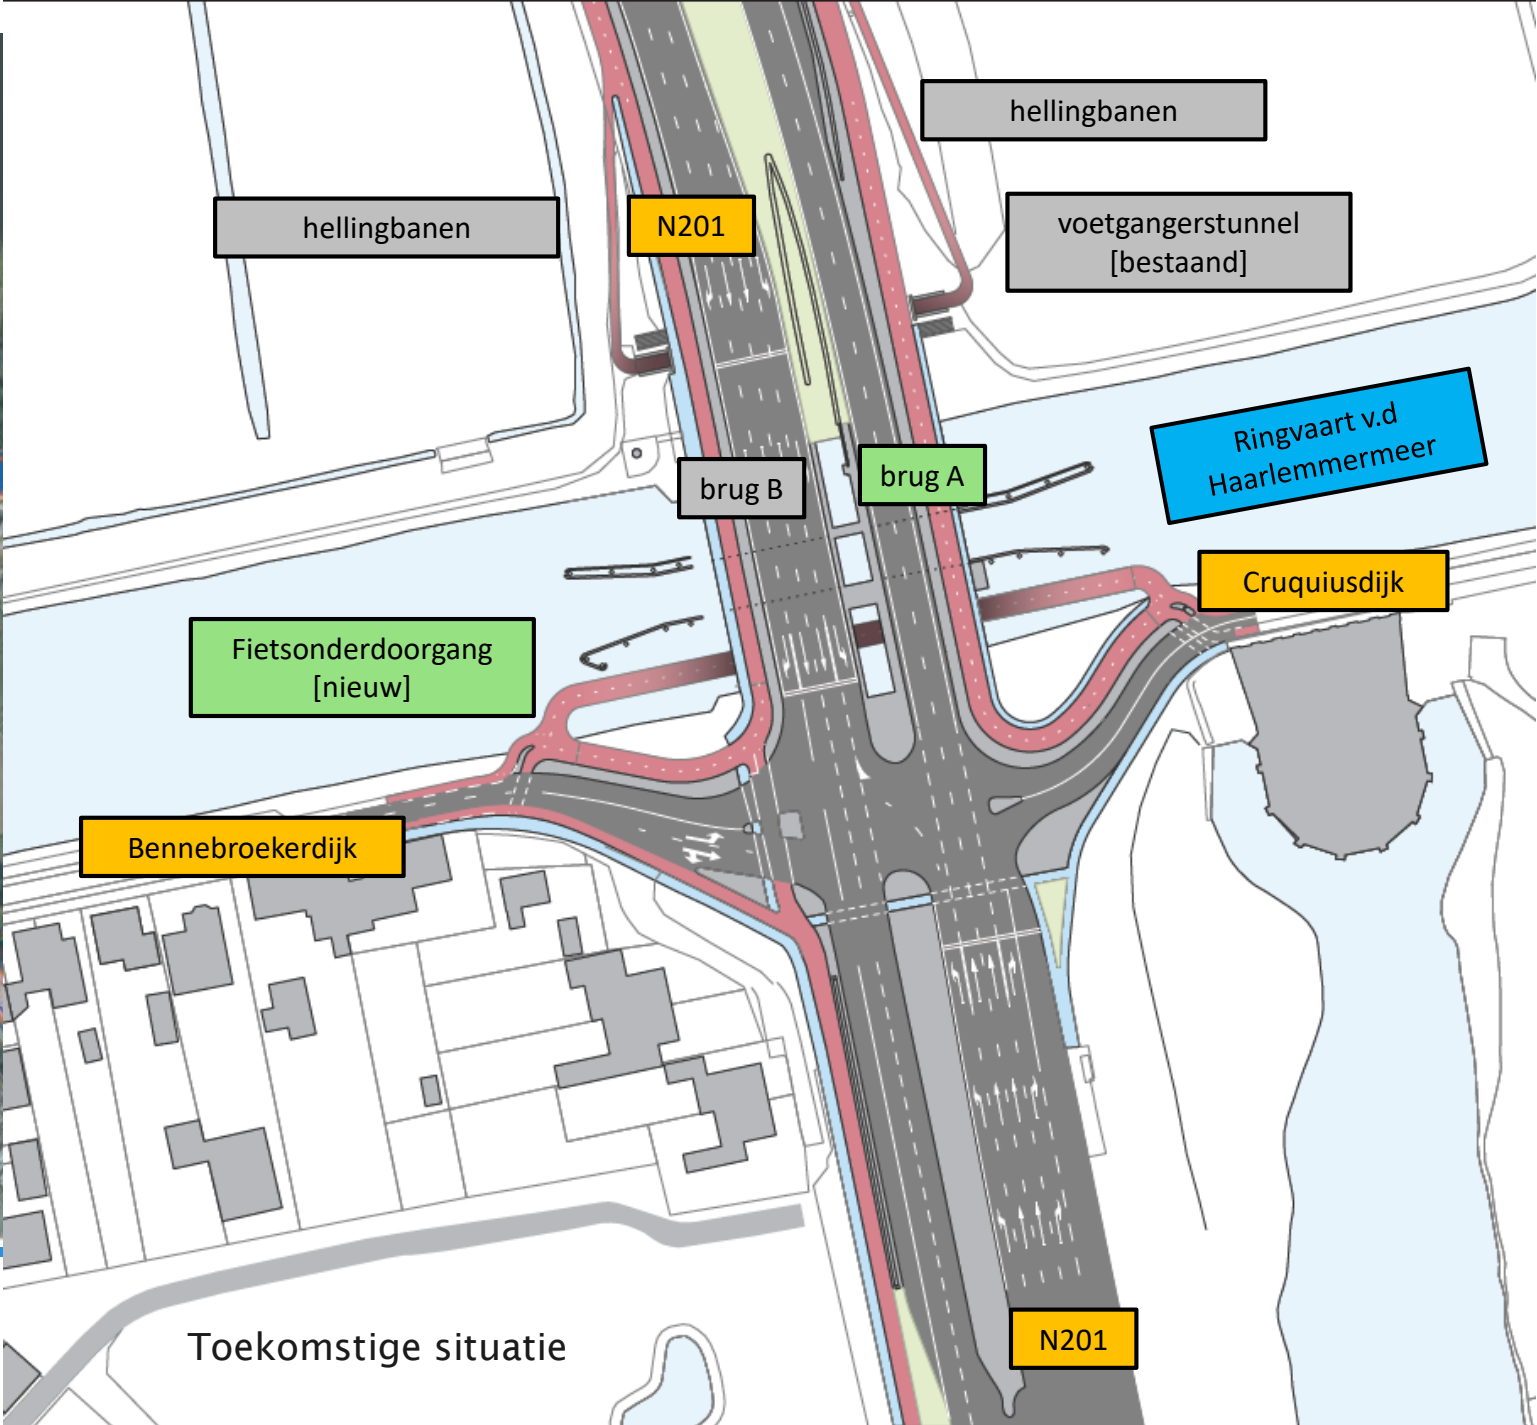 hellingbanen
hellingbanen
N201
voetgangerstunnel
[bestaand]
Ringvaart v.d
Haarlemmermeer
brug B
brug A
Cruquiusdijk
Fietsonderdoorgang
[nieuw]
Bennebroekerdijk
N201
Toekomstige situatie